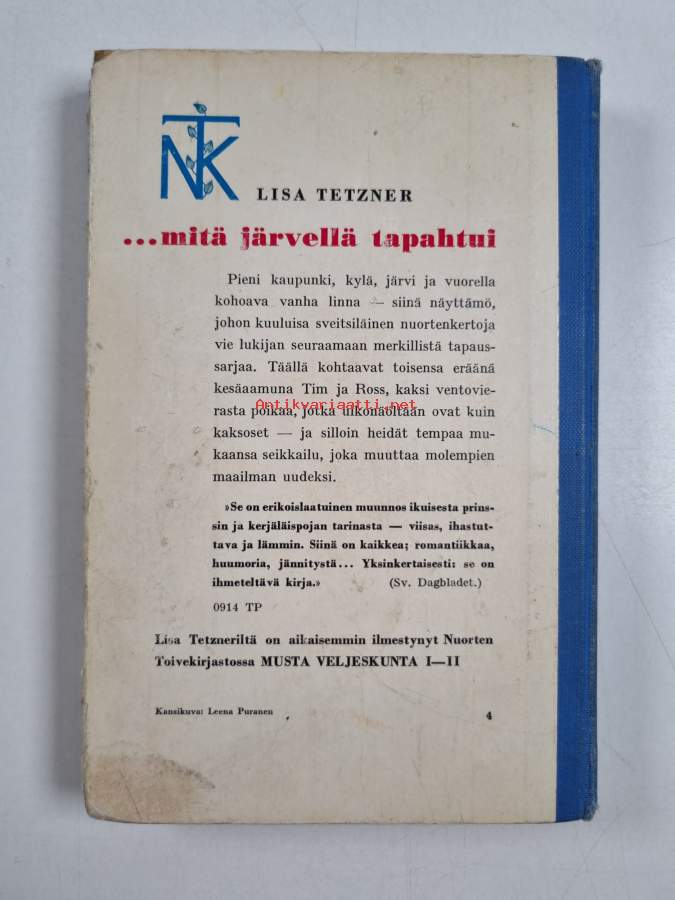 NTK
LISA TETZNER
...mitä järvellä tapahtui
Pieni kaupunki, kylä, järvi ja vuorella
kohoava vanha linna — siinä näyttämö,
johon kuuluisa sveitsiläinen nuortenkertoja
vie lukijan seuraamaan merkillistä tapaus-
sarjaa. Täällä kohtaavat toisensa eräänä
kesäaamuna Tim ja Ross, kaksi ventovie-
Antikvariaatti.net
rasta poikaa, jotka ulkonäöltään ovat kuin
kaksoset — ja silloin heidät tempaa mu-
kaansa seikkailu, joka muuttaa molempien
maailman uudeksi.
»Se on erikoislaatuinen muunnos ikuisesta prins-
sin ja kerjäläispojan tarinasta — viisas, ihastut-
tava ja lämmin. Siinä on kaikkea; romantiikkaa,
huumoria, jännitystä... Yksinkertaisesti: se on
ihmeteltävä kirja.» (Sv. Dagbladet.)
0914 TP
Lisa Tetzneriltä on aikaisemmin ilmestynyt Nuorten
Toivekirjastossa MUSTA VELJESKUNTA I—II
Kansikuva: Leena Puranen 4